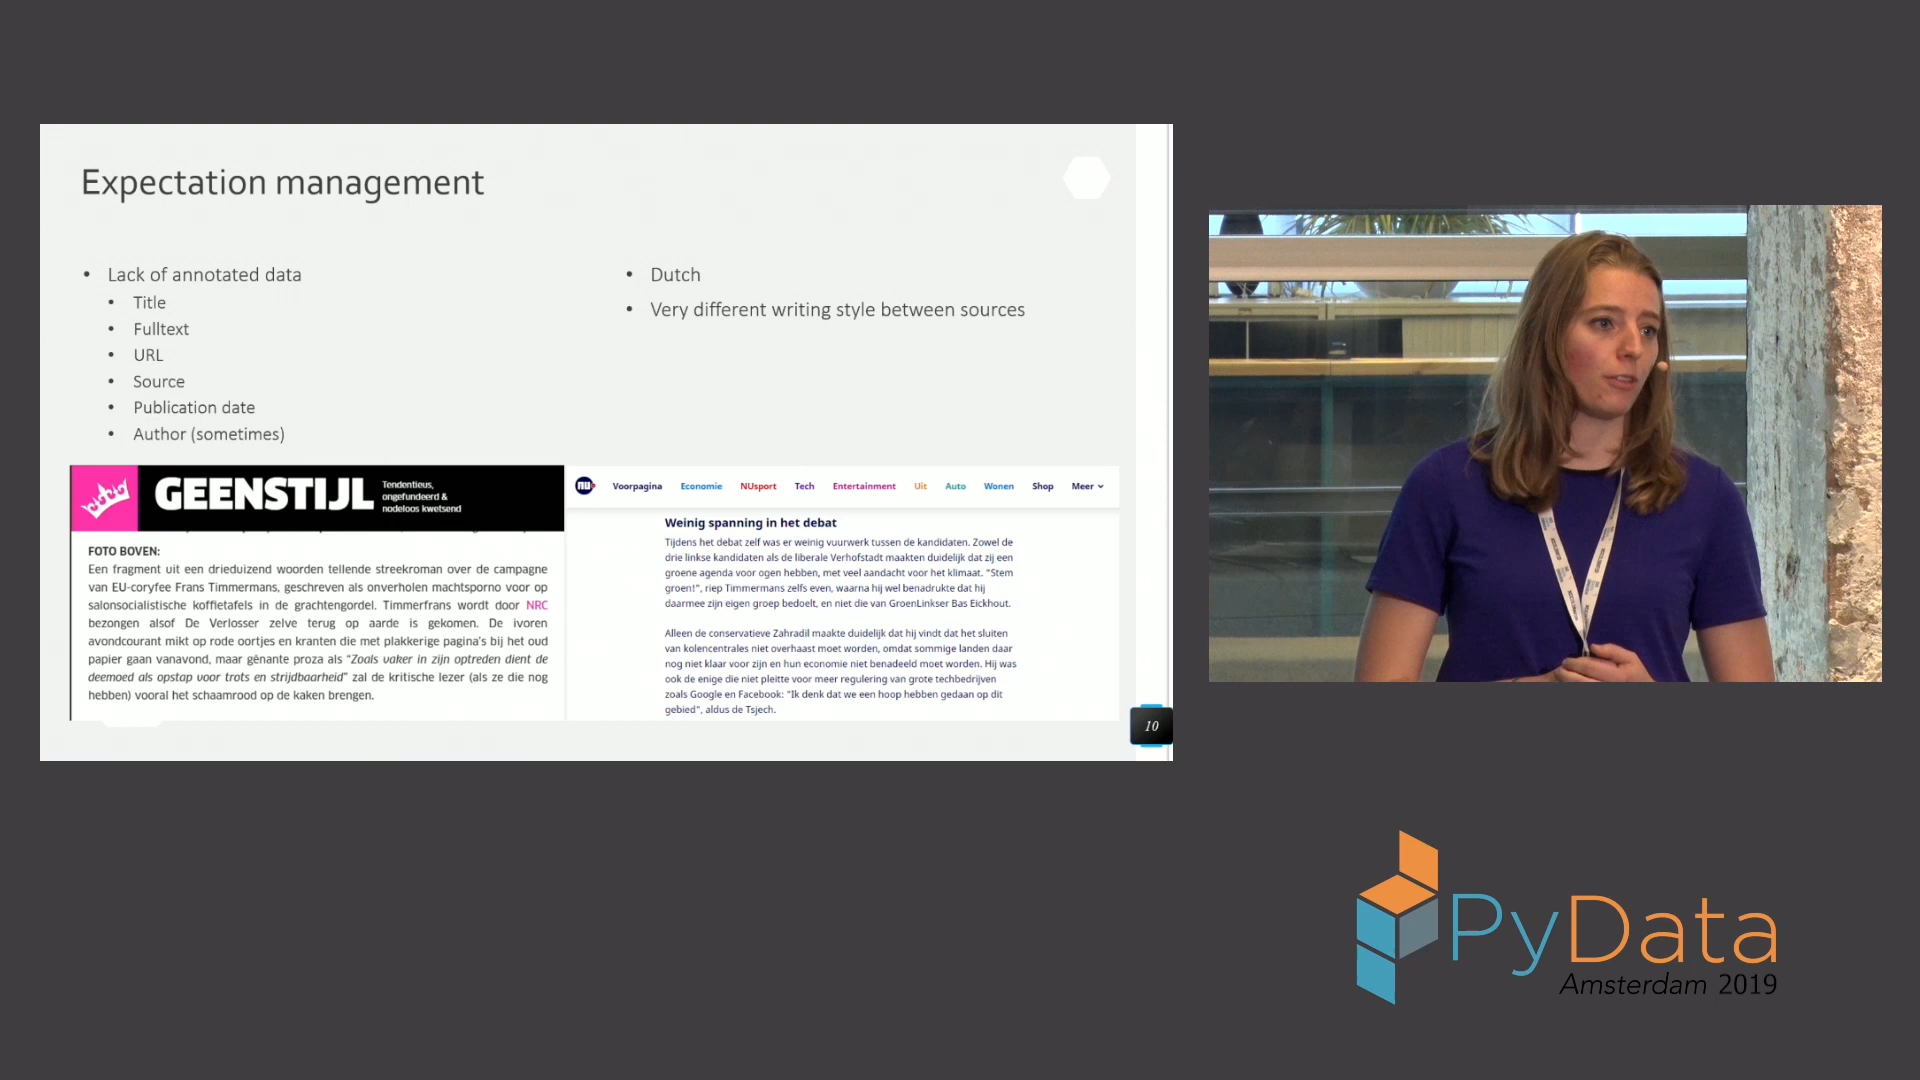 Expectation management
• Lack of annotated data
• Title
• Fulltext
• URL
• Source
• Publication date
• Author (sometimes)
• Dutch
• Very different writing style between sources
GEENSTIJL
Tendentieus,
ongefundeerd &
nodeloos kwetsend
FOTO BOVEN:
Een fragment uit een drieduizend woorden tellende streekroman over de campagne
van EU-coryfee Frans Timmermans, geschreven als onverholen machtsporno voor op
salonsocialistische koffietafels in de grachtengordel. Timmerfrans wordt door NRC
bezongen alsof De Verlosser zelve terug op aarde is gekomen. De ivoren
avondcourant mikt op rode oortjes en kranten die met plakkerige pagina's bij het oud
papier gaan vanavond, maar gênante proza als "Zoals vaker in zijn optreden dient de
deemoed als opstap voor trots en strijdbaarheid" zal de kritische lezer (als ze die nog
hebben) vooral het schaamrood op de kaken brengen.
nu Voorpagina Economie NUsport Tech Entertainment Uit Auto Wonen Shop Meer
Weinig spanning in het debat
Tijdens het debat zelf was er weinig vuurwerk tussen de kandidaten. Zowel de
drie linkse kandidaten als de liberale Verhofstadt maakten duidelijk dat zij een
groene agenda voor ogen hebben, met veel aandacht voor het klimaat. "Stem
groen!", riep Timmermans zelfs even, waarna hij wel benadrukte dat hij
daarmee zijn eigen groep bedoelt, en niet die van GroenLinkser Bas Eickhout.
Alleen de conservatieve Zahradil maakte duidelijk dat hij vindt dat het sluiten
van kolencentrales niet overhaast moet worden, omdat sommige landen daar
nog niet klaar voor zijn en hun economie niet benadeeld moet worden. Hij was
ook de enige die niet pleitte voor meer regulering van grote techbedrijven
zoals Google en Facebook: "Ik denk dat we een hoop hebben gedaan op dit
gebied", aldus de Tsjech.
10
PyData
Amsterdam 2019